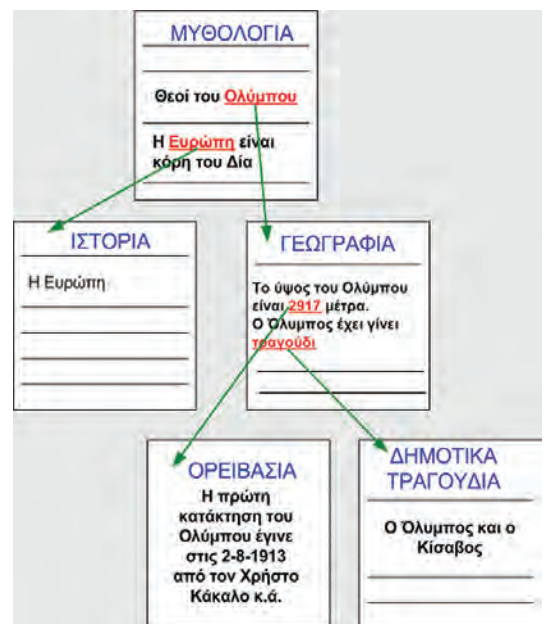 ΜΥΘΟΛΟΓΙΑ
Θεοί του Ολύμπου
Η Ευρώπη είναι
κόρη του Δία
ΙΣΤΟΡΙΑ
Η Ευρώπη
ΓΕΩΓΡΑΦΙΑ
Το ύψος του Ολύμπου
είναι 2917 μέτρα.
Ο Όλυμπος έχει γίνει
τραγούδι
ΟΡΕΙΒΑΣΙΑ
Η πρώτη
κατάκτηση του
Ολύμπου έγινε
στις 2-8-1913
από τον Χρήστο
Κάκαλο κ.ά.
ΔΗΜΟΤΙΚΑ
ΤΡΑΓΟΥΔΙΑ
Ο Όλυμπος και ο
Κίσαβος